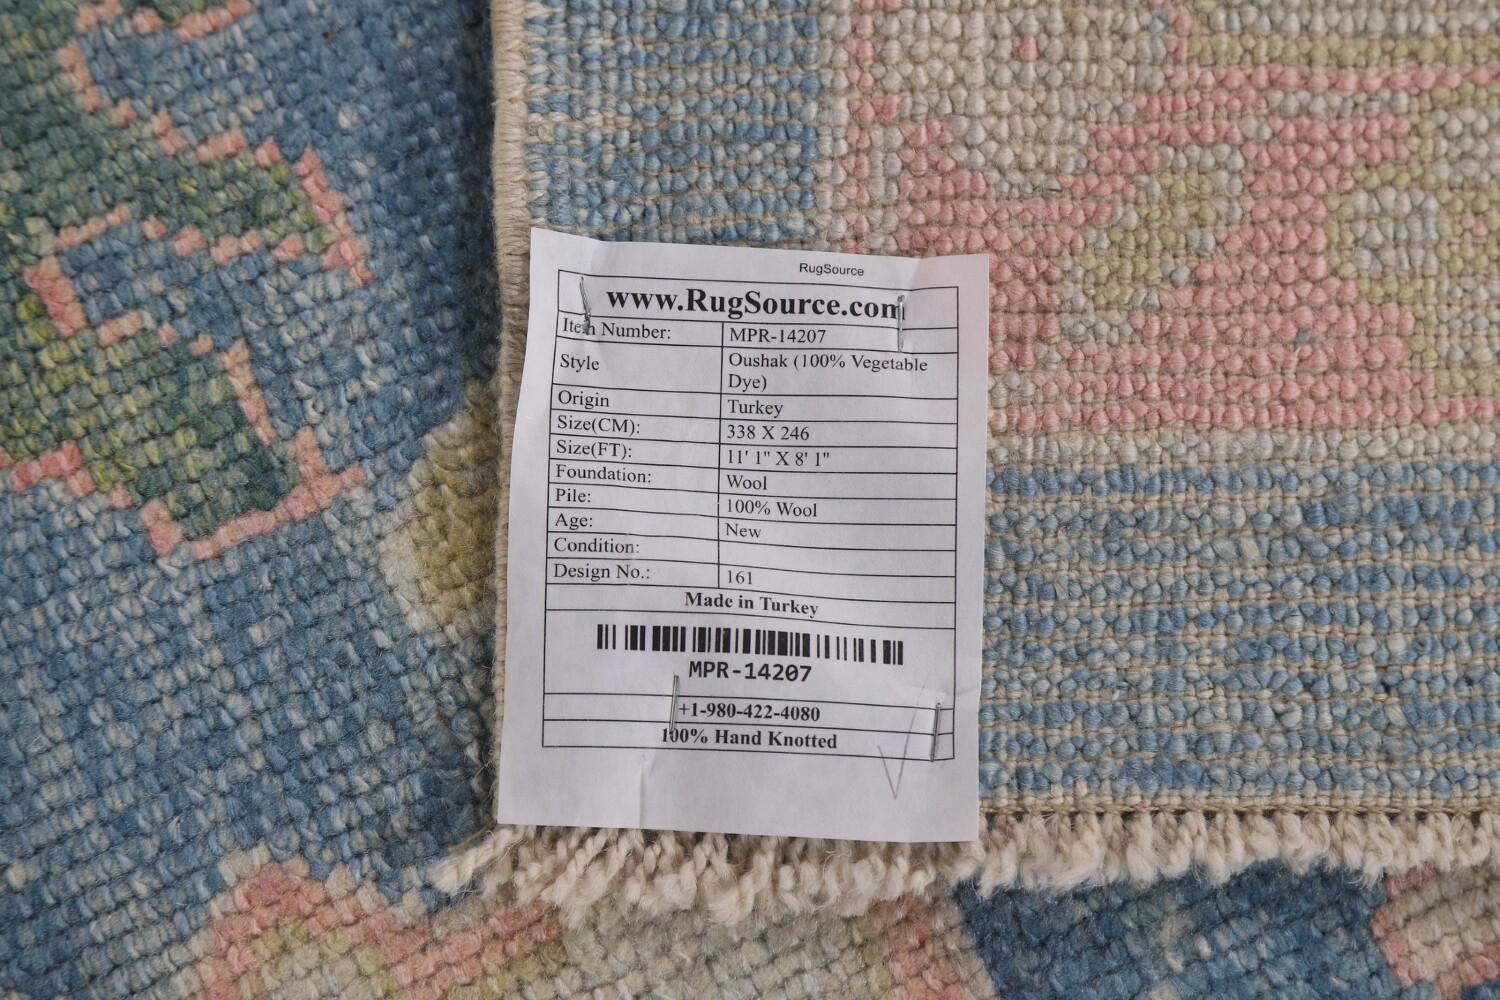 RugSource
www.RugSource.com
Item Number: MPR-14207
Style Oushak (100% Vegetable
Dye)
Origin Turkey
Size(CM): 338 X 246
Size(FT): 11' 1" X 8' 1"
Foundation: Wool
Pile: 100% Wool
Age: New
Condition:
Design No.: 161
Made in Turkey
MPR-14207
+1-980-422-4080
100% Hand Knotted